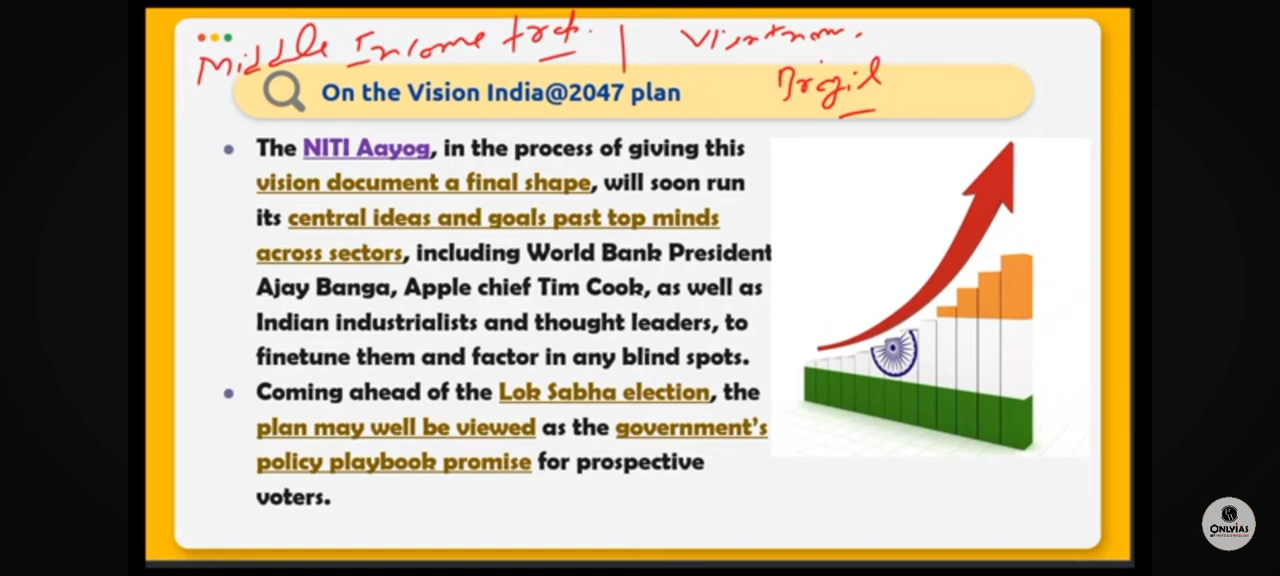 Middle Income trap. | Vietnam,
Brazil
On the Vision India@2047 plan
The NITI Aayog, in the process of giving this
vision document a final shape, will soon run
its central ideas and goals past top minds
across sectors, including World Bank President
Ajay Banga, Apple chief Tim Cook, as well as
Indian industrialists and thought leaders, to
finetune them and factor in any blind spots.
Coming ahead of the Lok Sabha election, the
plan may well be viewed as the government's
policy playbook promise for prospective
voters.
ONLYIAS